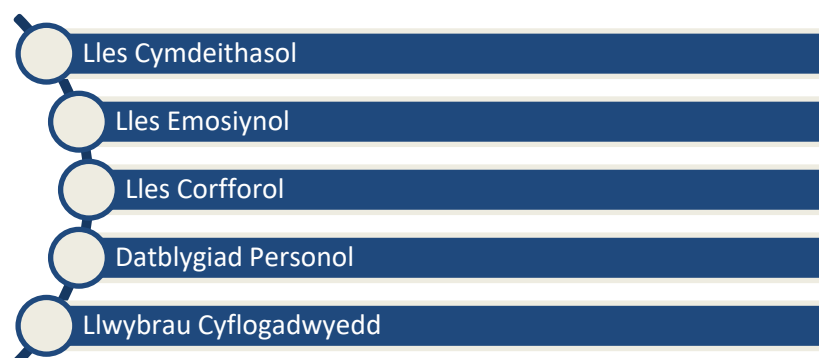 Lles Cymdeithasol
Lles Emosiynol
Lles Corfforol
Datblygiad Personol
Llwybrau Cyflogadwyedd